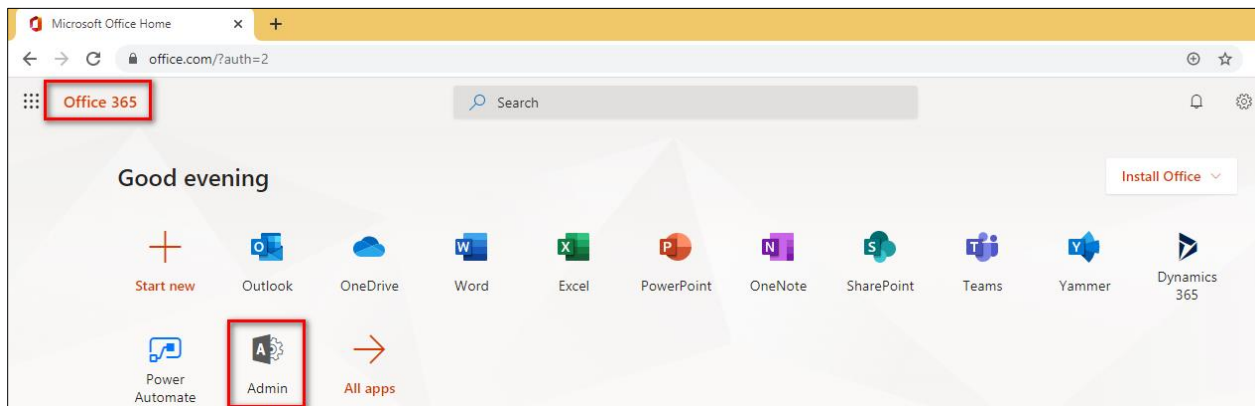 Microsoft Office Home
office.com/?auth=2
Office 365
Search
Good evening
Install Office
Start new
Outlook
OneDrive
Word
Excel
PowerPoint
OneNote
SharePoint
Teams
Yammer
Dynamics
365
Power
Automate
Admin
All apps